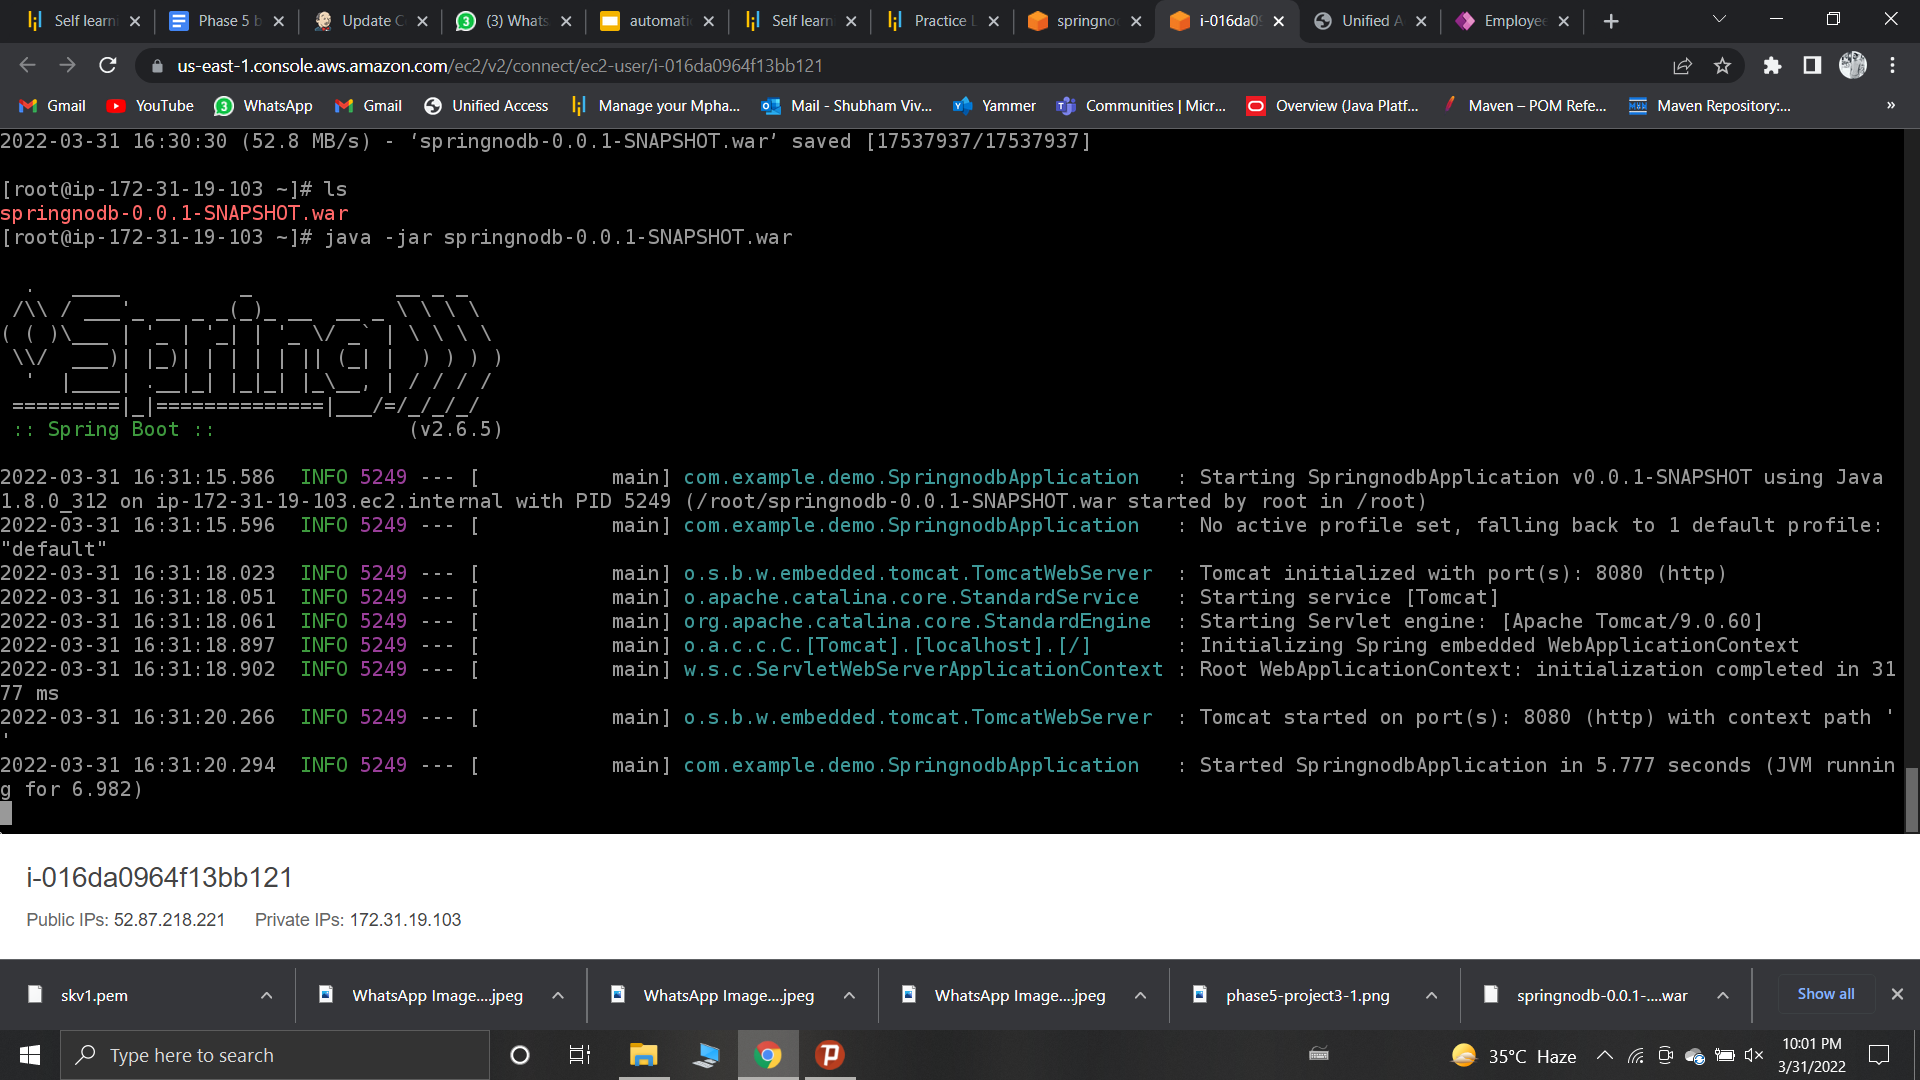 Self learni
Phase 5 b
Update C
(3) Whats
automati
Self learn
Practice L
springno
i-016da09
Unified A
Employee
us-east-1.console.aws.amazon.com/ec2/v2/connect/ec2-user/i-016da0964f13bb121
Gmail
YouTube
WhatsApp
Gmail
Unified Access
Manage your Mpha...
Mail - Shubham Viv...
Yammer
Communities | Micr...
Overview (Java Platf...
Maven – POM Refe...
Maven Repository:...
»
2022-03-31 16:30:30 (52.8 MB/s) - ‘springnodb-0.0.1-SNAPSHOT.war’ saved [17537937/17537937]
[root@ip-172-31-19-103 ~]# ls
springnodb-0.0.1-SNAPSHOT.war
[root@ip-172-31-19-103 ~]# java -jar springnodb-0.0.1-SNAPSHOT.war
  .   ____          _            __ _ _
 /\\ / ___'_ __ _ _(_)_ __  __ _ \ \ \ \
( ( )\___ | '_ | '_| | '_ \/ _` | \ \ \ \
 \\/  ___)| |_)| | | | | || (_| |  ) ) ) )
  '  |____| .__|_| |_|_| |_\__, | / / / /
 =========|_|==============|___/=/_/_/_/
 :: Spring Boot ::                (v2.6.5)
2022-03-31 16:31:15.586  INFO 5249 --- [           main] com.example.demo.SpringnodbApplication   : Starting SpringnodbApplication v0.0.1-SNAPSHOT using Java
1.8.0_312 on ip-172-31-19-103.ec2.internal with PID 5249 (/root/springnodb-0.0.1-SNAPSHOT.war started by root in /root)
2022-03-31 16:31:15.596  INFO 5249 --- [           main] com.example.demo.SpringnodbApplication   : No active profile set, falling back to 1 default profile:
"default"
2022-03-31 16:31:18.023  INFO 5249 --- [           main] o.s.b.w.embedded.tomcat.TomcatWebServer  : Tomcat initialized with port(s): 8080 (http)
2022-03-31 16:31:18.051  INFO 5249 --- [           main] o.apache.catalina.core.StandardService   : Starting service [Tomcat]
2022-03-31 16:31:18.061  INFO 5249 --- [           main] org.apache.catalina.core.StandardEngine  : Starting Servlet engine: [Apache Tomcat/9.0.60]
2022-03-31 16:31:18.897  INFO 5249 --- [           main] o.a.c.c.C.[Tomcat].[localhost].[/]       : Initializing Spring embedded WebApplicationContext
2022-03-31 16:31:18.902  INFO 5249 --- [           main] w.s.c.ServletWebServerApplicationContext : Root WebApplicationContext: initialization completed in 31
77 ms
2022-03-31 16:31:20.266  INFO 5249 --- [           main] o.s.b.w.embedded.tomcat.TomcatWebServer  : Tomcat started on port(s): 8080 (http) with context path '
'
2022-03-31 16:31:20.294  INFO 5249 --- [           main] com.example.demo.SpringnodbApplication   : Started SpringnodbApplication in 5.777 seconds (JVM runnin
g for 6.982)
i-016da0964f13bb121
Public IPs: 52.87.218.221 Private IPs: 172.31.19.103
skv1.pem
WhatsApp Image....jpeg
WhatsApp Image....jpeg
WhatsApp Image....jpeg
phase5-project3-1.png
springnodb-0.0.1-....war
Show all
Type here to search
35°C Haze
10:01 PM
3/31/2022